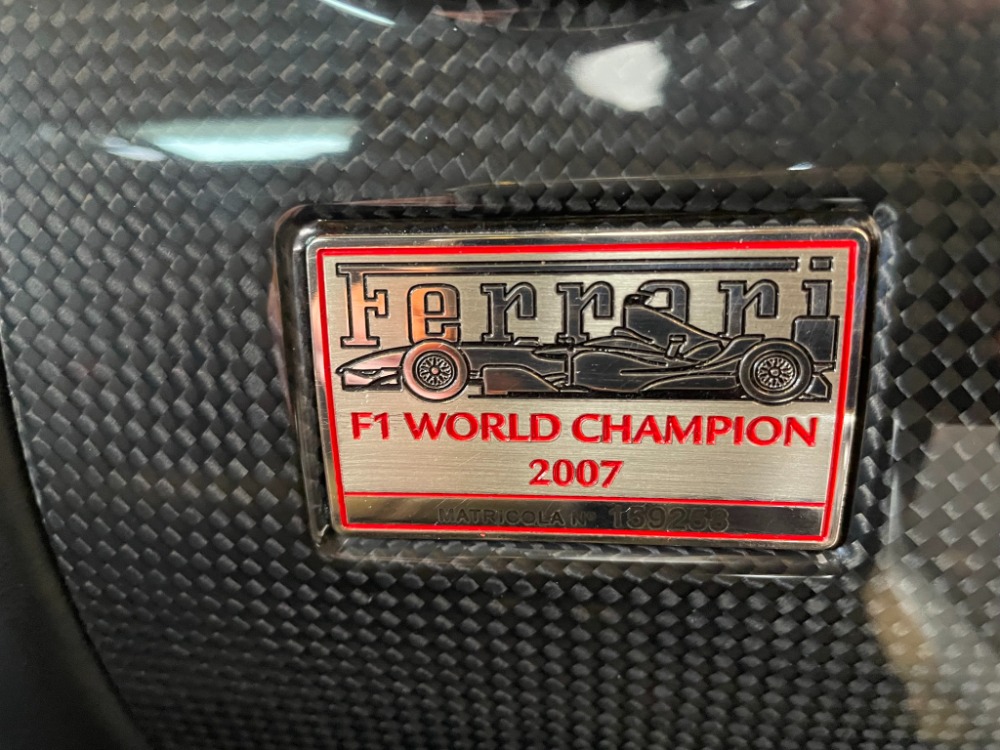 Ferrari
F1 WORLD CHAMPION
2007
MATRICOLA N°